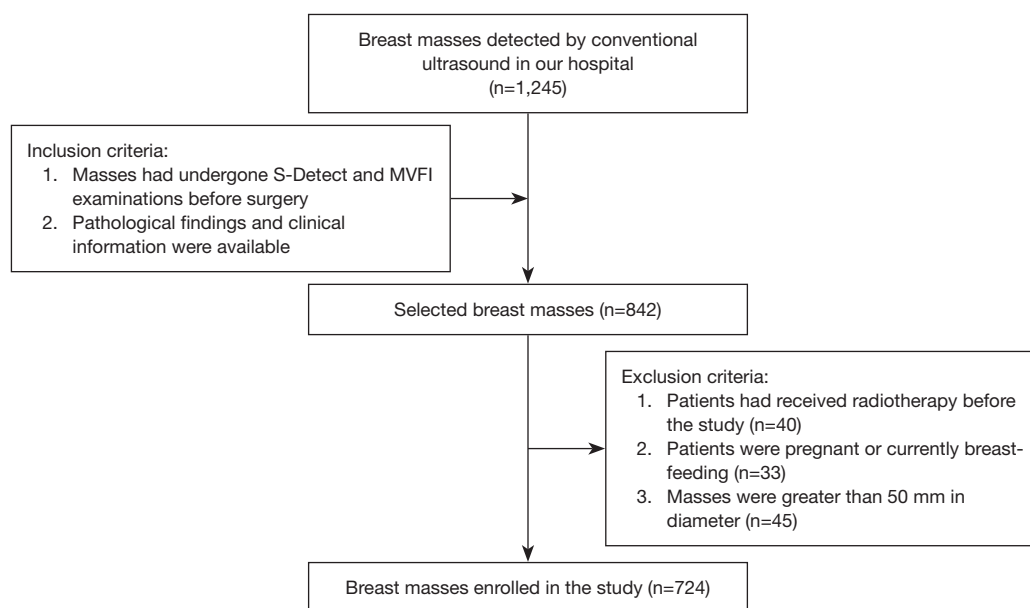 Breast masses detected by conventional
ultrasound in our hospital
(n=1,245)
Inclusion criteria:
1. Masses had undergone S-Detect and MVFI
examinations before surgery
2. Pathological findings and clinical
information were available
Selected breast masses (n=842)
Exclusion criteria:
1. Patients had received radiotherapy before
the study (n=40)
2. Patients were pregnant or currently breast-
feeding (n=33)
3. Masses were greater than 50 mm in
diameter (n=45)
Breast masses enrolled in the study (n=724)